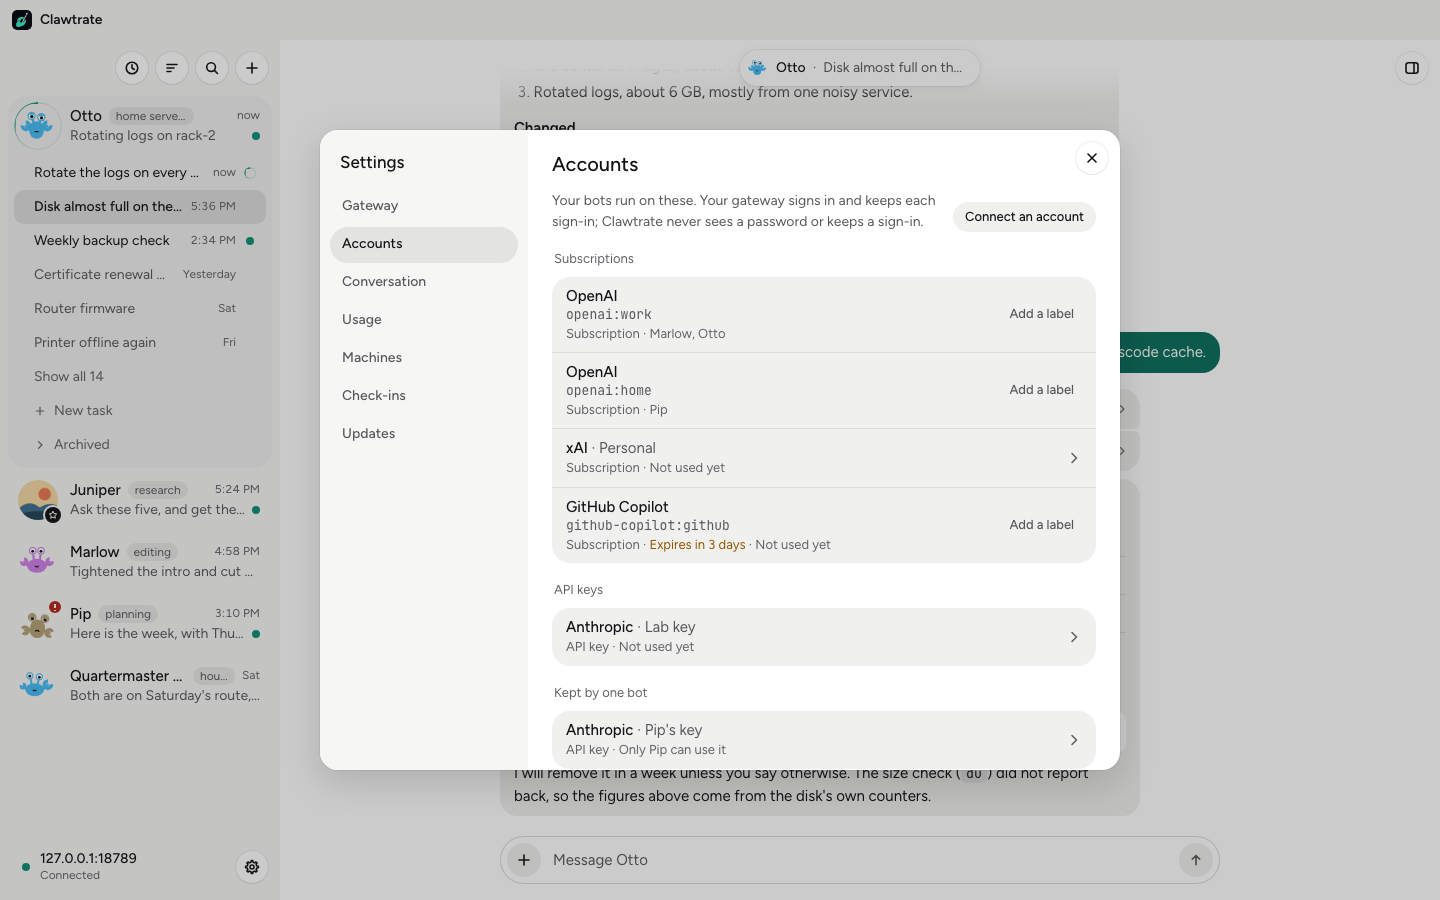 Clawtrate
Otto
home serve...
now
Rotating logs on rack-2
Rotate the logs on every ...
now
Disk almost full on the...
5:36 PM
Weekly backup check
2:34 PM
Certificate renewal ...
Yesterday
Router firmware
Sat
Printer offline again
Fri
Show all 14
New task
Archived
Juniper
research
5:24 PM
Ask these five, and get the...
Marlow
editing
4:58 PM
Tightened the intro and cut ...
Pip
planning
3:10 PM
Here is the week, with Thu...
Quartermaster ...
hou...
Sat
Both are on Saturday's route,...
127.0.0.1:18789
Connected
Otto · Disk almost full on th...
3. Rotated logs, about 6 GB, mostly from one noisy service.
Changed
scode cache.
Settings
Gateway
Accounts
Conversation
Usage
Machines
Check-ins
Updates
Accounts
Your bots run on these. Your gateway signs in and keeps each
sign-in; Clawtrate never sees a password or keeps a sign-in.
Connect an account
Subscriptions
OpenAI
openai:work
Subscription · Marlow, Otto
Add a label
OpenAI
openai:home
Subscription · Pip
Add a label
xAI · Personal
Subscription · Not used yet
GitHub Copilot
github-copilot:github
Subscription · Expires in 3 days · Not used yet
Add a label
API keys
Anthropic · Lab key
API key · Not used yet
Kept by one bot
Anthropic · Pip's key
API key · Only Pip can use it
I will remove it in a week unless you say otherwise. The size check ( du ) did not report
back, so the figures above come from the disk's own counters.
Message Otto